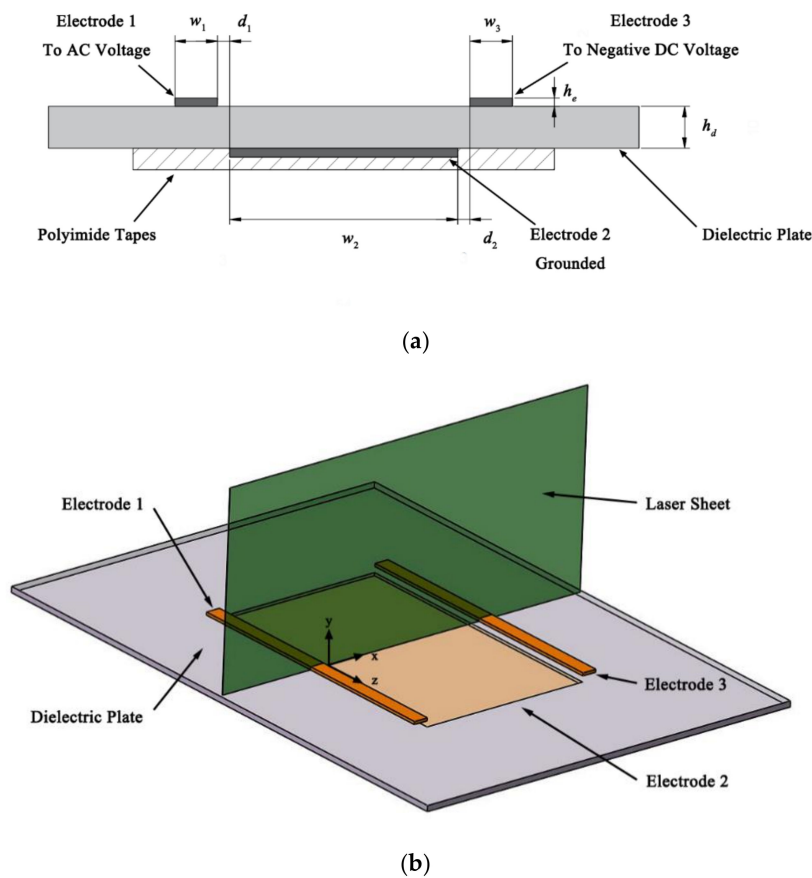 Electrode 1
To AC Voltage
w1
d1
w3
Electrode 3
To Negative DC Voltage
he
hd
Polyimide Tapes
w2
d2
Electrode 2
Grounded
Dielectric Plate
(a)
Electrode 1
Laser Sheet
y
x
z
Dielectric Plate
Electrode 3
Electrode 2
(b)